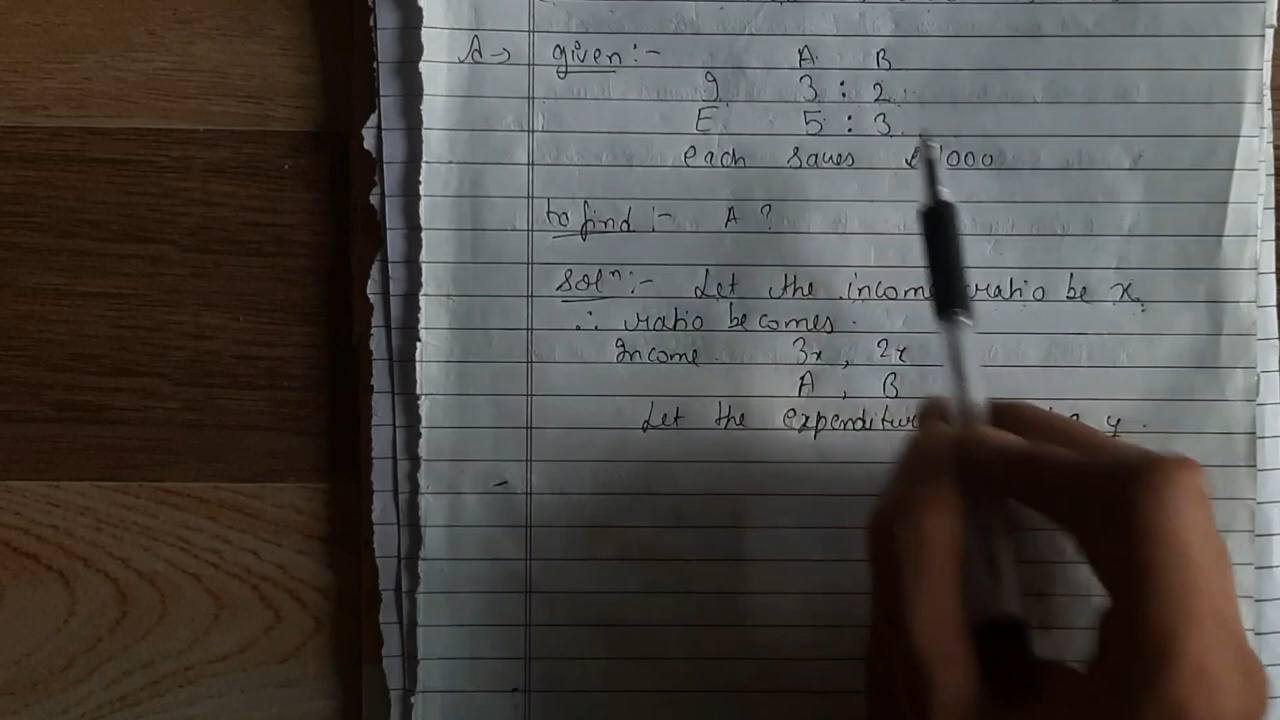 A→ given :-
A B
I 3 : 2
E 5 : 3
each saves 1000
to find :- A ?
Solⁿ :- Let the income ratio be x.
∴ ratio becomes.
Income 3x , 2x
A , B
Let the y.